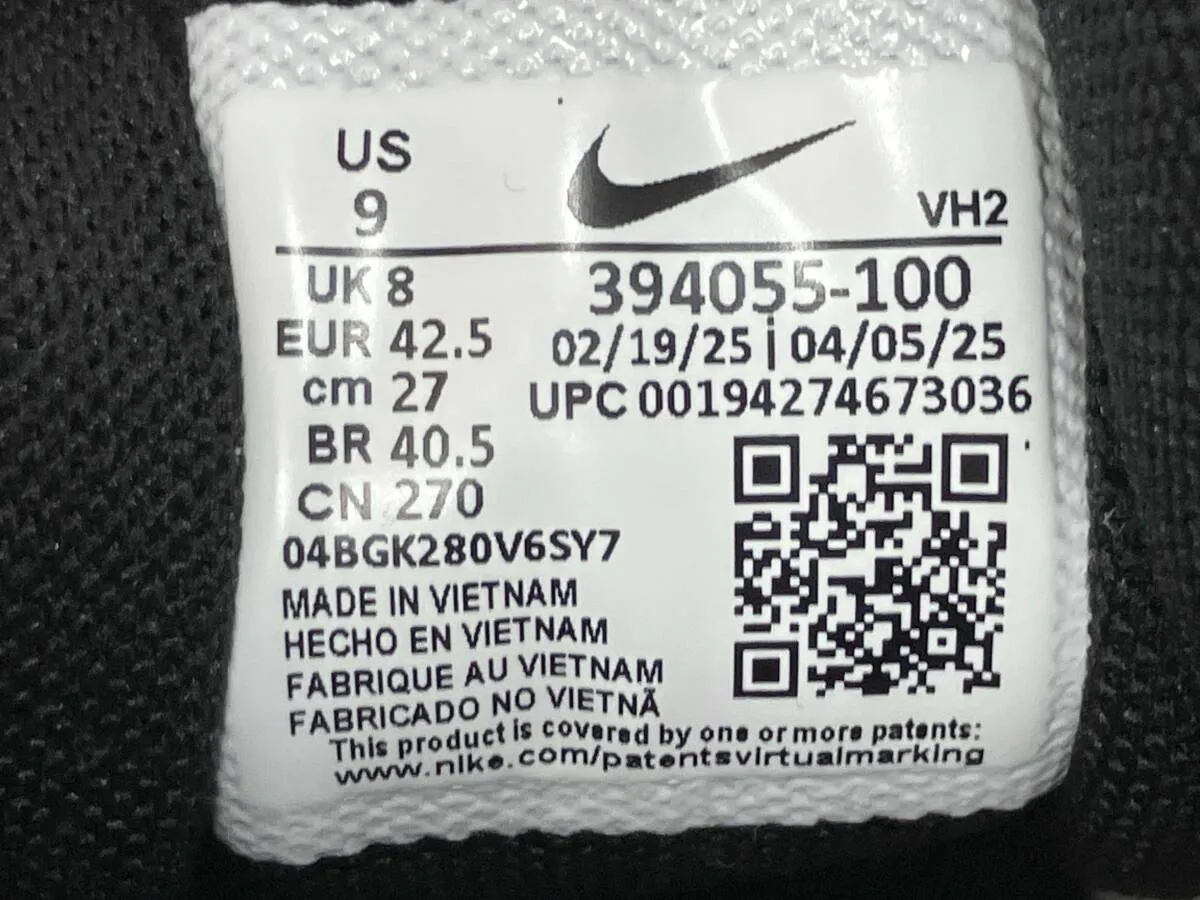 US
9
VH2
UK 8
394055-100
EUR 42.5
02/19/25 | 04/05/25
cm 27
UPC 00194274673036
BR 40.5
CN 270
04BGK280V6SY7
MADE IN VIETNAM
HECHO EN VIETNAM
FABRIQUE AU VIETNAM
FABRICADO NO VIETNÃ
This product is covered by one or more patents:
www.nike.com/patentsvirtualmarking